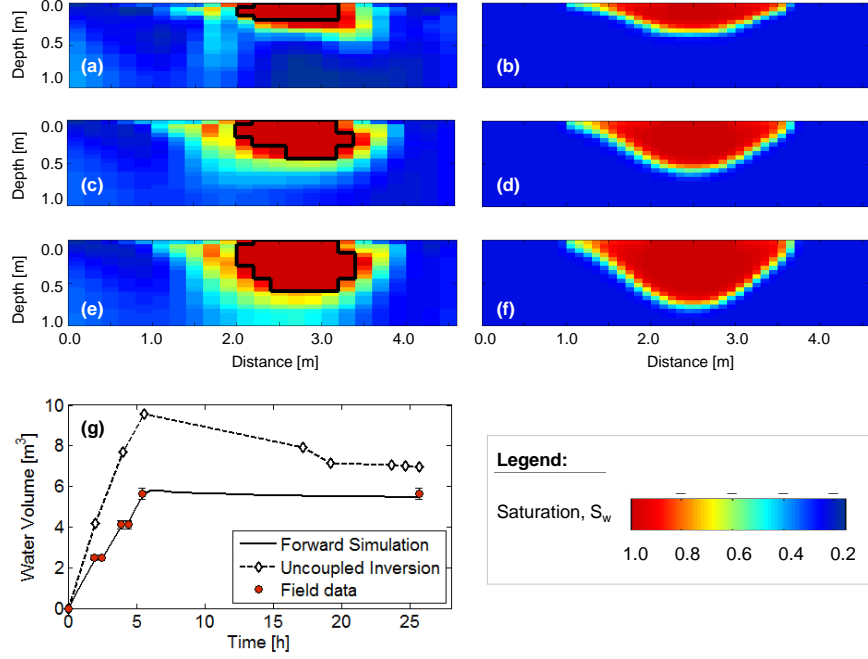 Depth [m]
0.0
0.5
1.0
(a)
(b)
Depth [m]
0.0
0.5
1.0
(c)
(d)
Depth [m]
0.0
0.5
1.0
(e)
(f)
0.0 1.0 2.0 3.0 4.0
0.0 1.0 2.0 3.0 4.0
Distance [m]
Distance [m]
(g)
Water Volume [m³]
10
8
6
4
2
0
0 5 10 15 20 25
Time [h]
Forward Simulation
Uncoupled Inversion
Field data
Legend:
Saturation, Sw
1.0 0.8 0.6 0.4 0.2